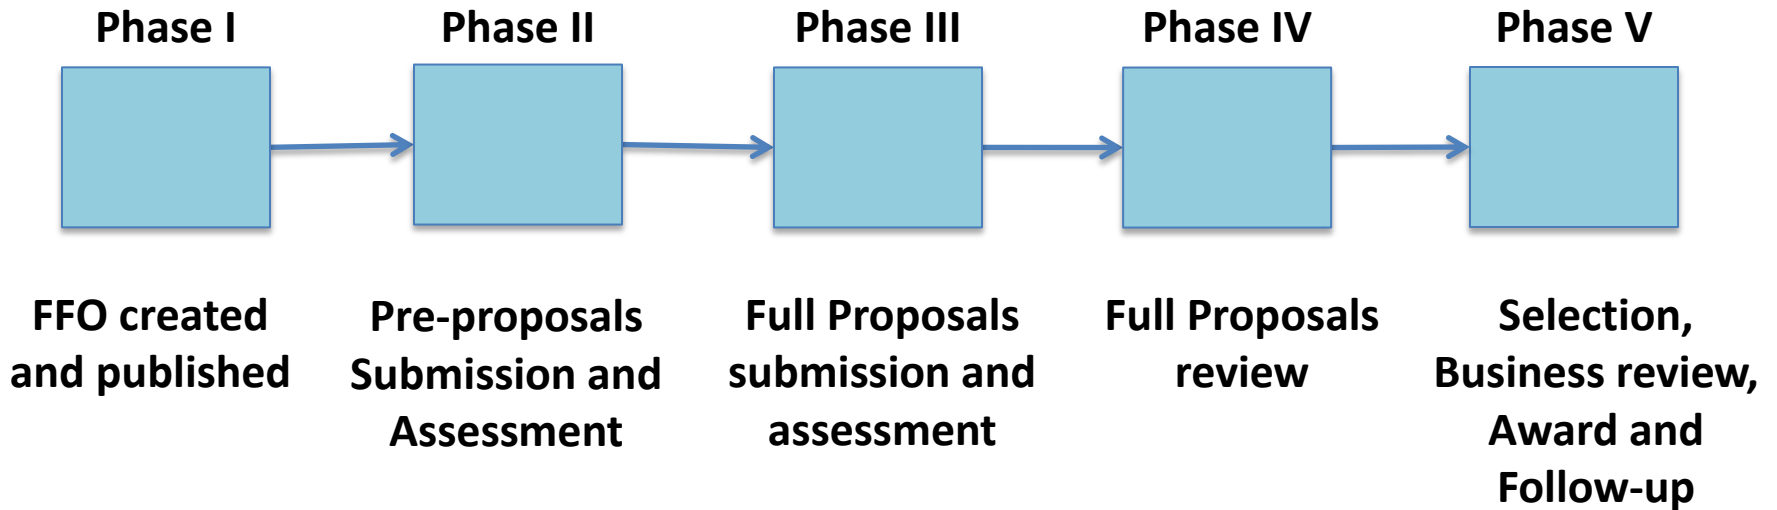 Phase I
Phase II
Phase III
Phase IV
Phase V
FFO created
and published
Pre-proposals
Submission and
Assessment
Full Proposals
submission and
assessment
Full Proposals
review
Selection,
Business review,
Award and
Follow-up